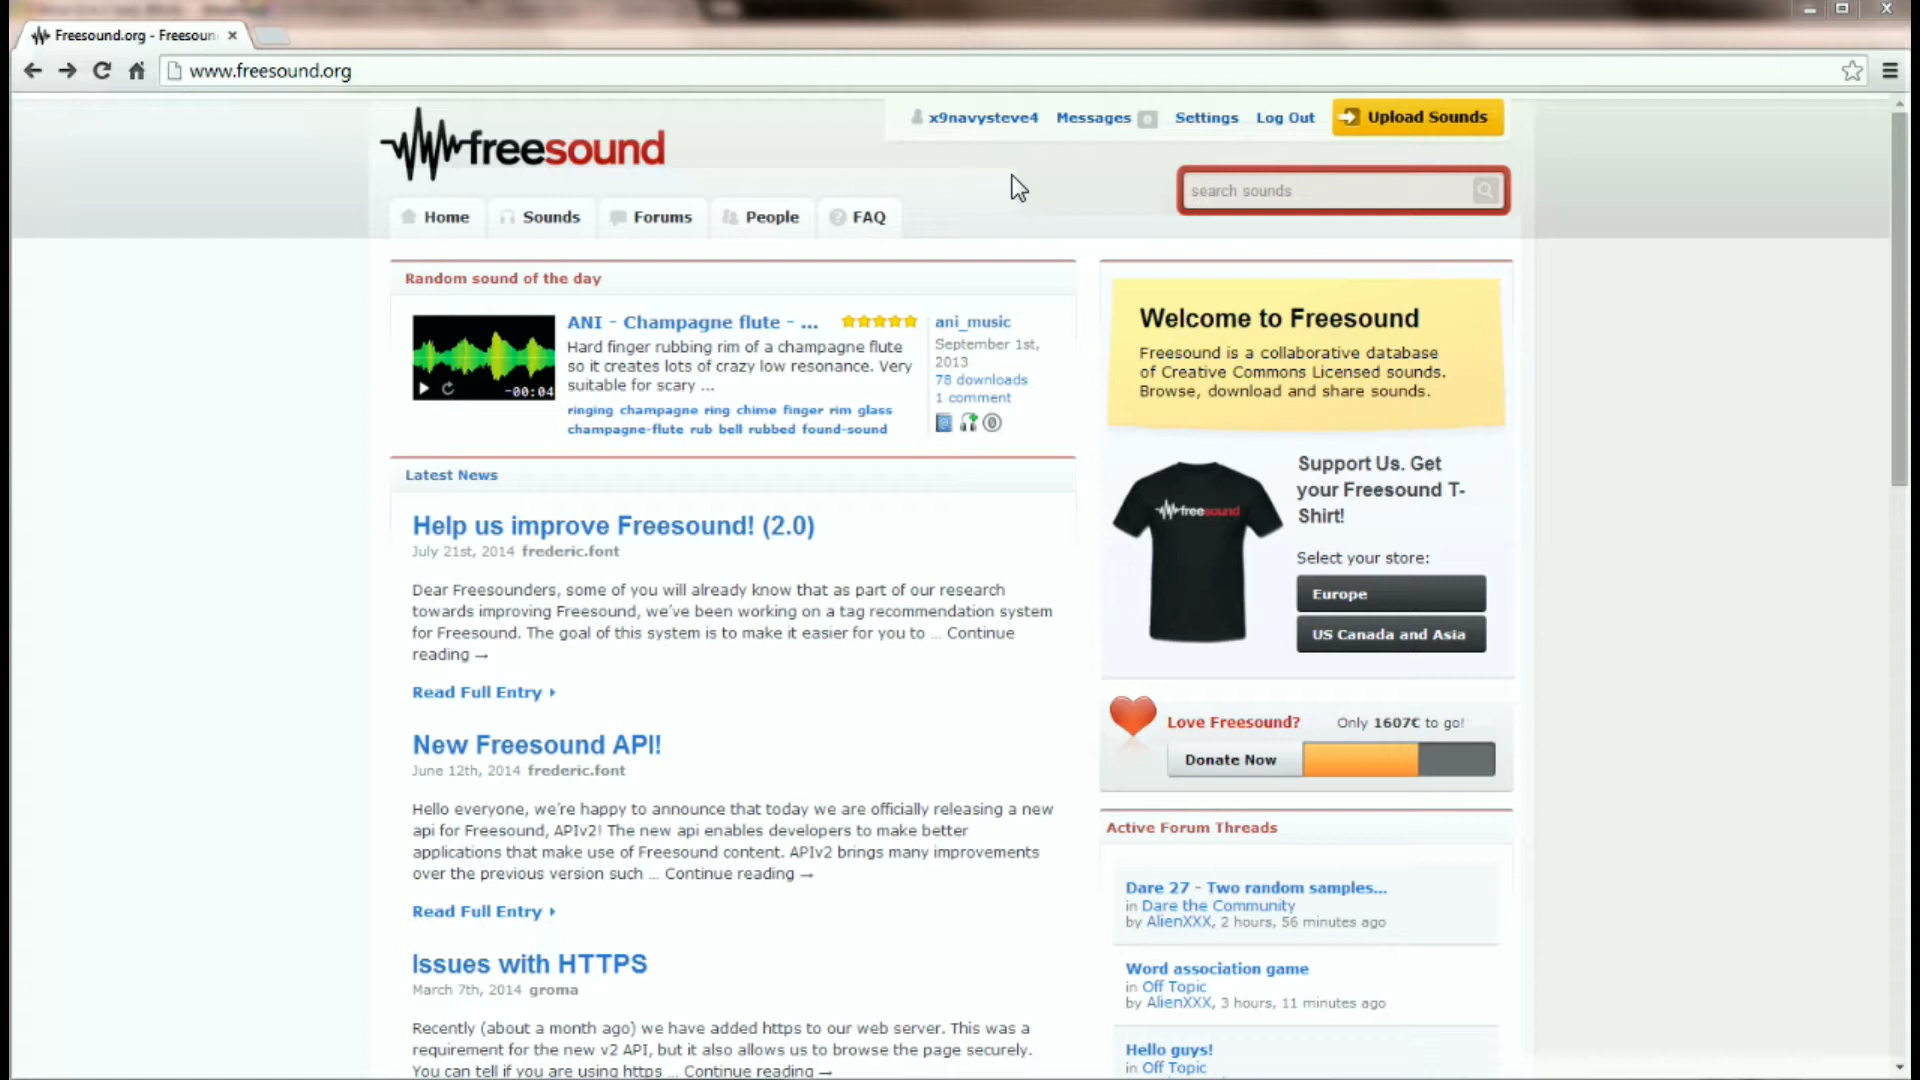 Freesound.org - Freesoun
www.freesound.org
freesound
x9navysteve4 Messages 0 Settings Log Out Upload Sounds
search sounds
Home Sounds Forums People FAQ
Random sound of the day
ANI - Champagne flute - ...
Hard finger rubbing rim of a champagne flute
so it creates lots of crazy low resonance. Very
suitable for scary ...
ringing champagne ring chime finger rim glass
champagne-flute rub bell rubbed found-sound
-00:04
ani_music
September 1st,
2013
78 downloads
1 comment
Latest News
Help us improve Freesound! (2.0)
July 21st, 2014 frederic.font
Dear Freesounders, some of you will already know that as part of our research
towards improving Freesound, we've been working on a tag recommendation system
for Freesound. The goal of this system is to make it easier for you to ... Continue
reading →
Read Full Entry
New Freesound API!
June 12th, 2014 frederic.font
Hello everyone, we're happy to announce that today we are officially releasing a new
api for Freesound, APIv2! The new api enables developers to make better
applications that make use of Freesound content. APIv2 brings many improvements
over the previous version such ... Continue reading →
Read Full Entry
Issues with HTTPS
March 7th, 2014 groma
Recently (about a month ago) we have added https to our web server. This was a
requirement for the new v2 API, but it also allows us to browse the page securely.
You can tell if you are using https ... Continue reading →
Welcome to Freesound
Freesound is a collaborative database
of Creative Commons Licensed sounds.
Browse, download and share sounds.
freesound
Support Us. Get
your Freesound T-
Shirt!
Select your store:
Europe
US Canada and Asia
Love Freesound? Only 1607€ to go!
Donate Now
Active Forum Threads
Dare 27 - Two random samples...
in Dare the Community
by AlienXXX, 2 hours, 56 minutes ago
Word association game
in Off Topic
by AlienXXX, 3 hours, 11 minutes ago
Hello guys!
in Off Topic